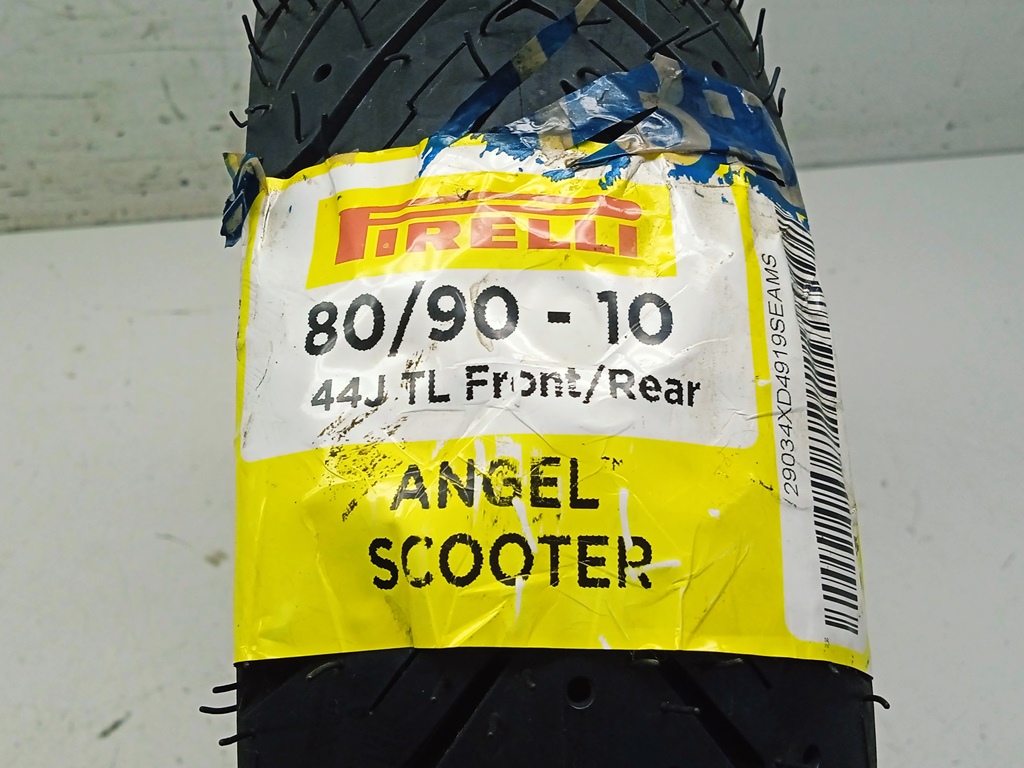 PIRELLI
80/90 - 10
44J TL Front/Rear
ANGEL™
SCOOTER
29034XD4919SEAMS